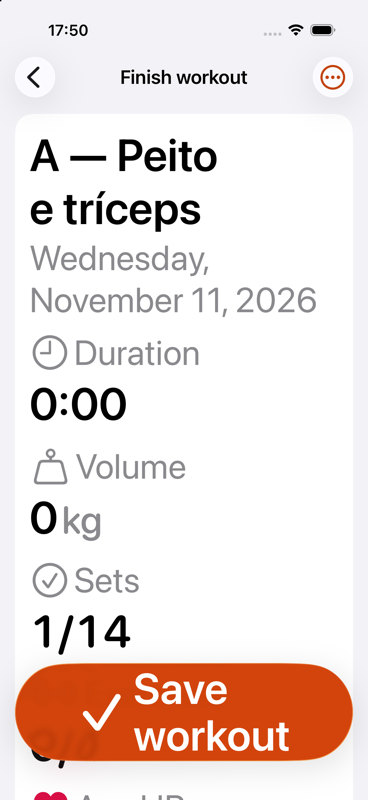 17:50
Finish workout
A — Peito
e tríceps
Wednesday,
November 11, 2026
Duration
0:00
Volume
0 kg
Sets
1/14
Save
workout